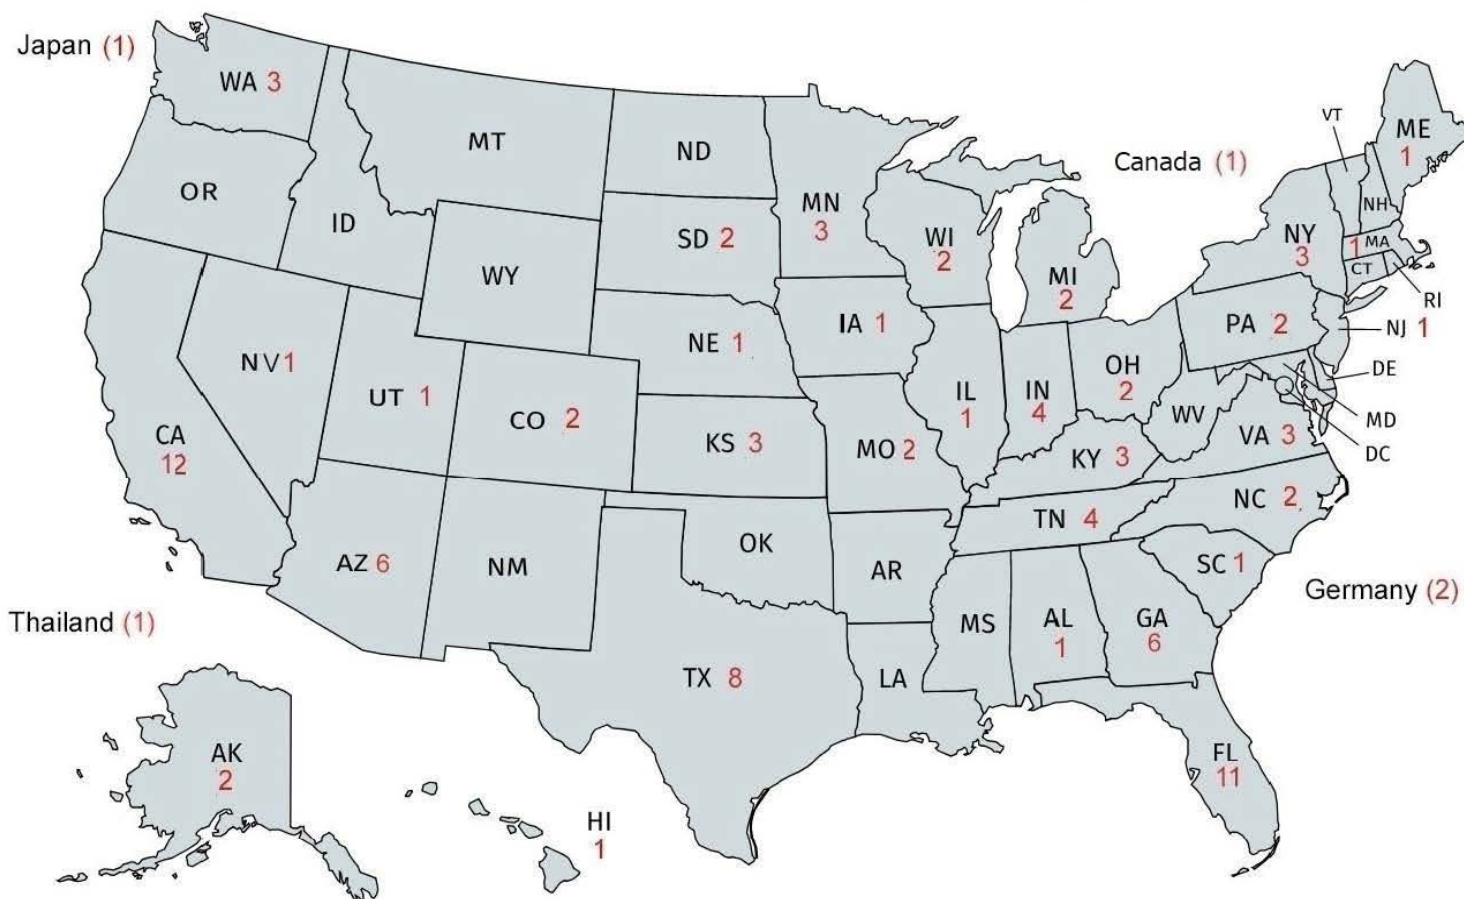 Japan (1)
WA 3
MT
ND
VT
ME
1
Canada (1)
OR
ID
MN
3
NH
SD 2
WI
2
NY
3
1 MA
WY
MI
2
CT
RI
IA 1
PA 2
NJ 1
NE 1
NV 1
OH
2
DE
UT 1
CO 2
IL
1
IN
4
WV
MD
CA
12
KS 3
MO 2
KY 3
VA 3
DC
NC 2
TN 4
AZ 6
NM
OK
AR
SC 1
Germany (2)
Thailand (1)
MS
AL
1
GA
6
TX 8
LA
AK
2
FL
11
HI
1